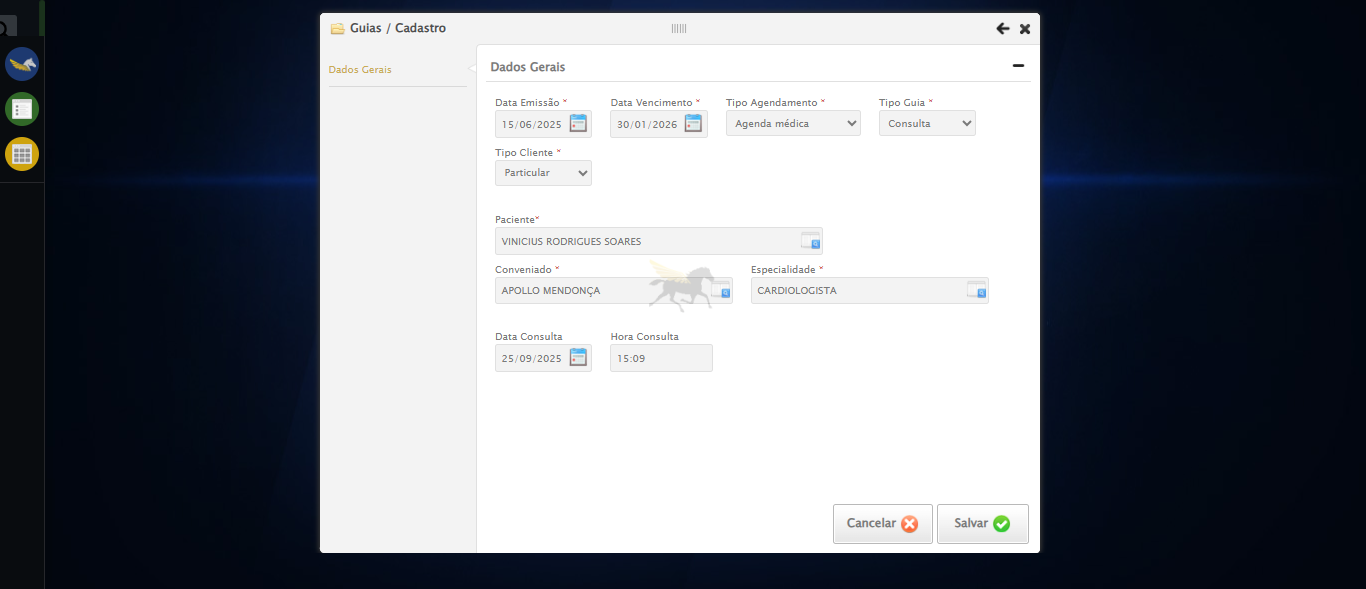 Guias / Cadastro
Dados Gerais
Dados Gerais
Data Emissão * Data Vencimento * Tipo Agendamento * Tipo Guia *
15/06/2025 30/01/2026 Agenda médica Consulta
Tipo Cliente *
Particular
Paciente*
VINICIUS RODRIGUES SOARES
Conveniado * Especialidade *
APOLLO MENDONÇA CARDIOLOGISTA
Data Consulta Hora Consulta
25/09/2025 15:09
Cancelar Salvar